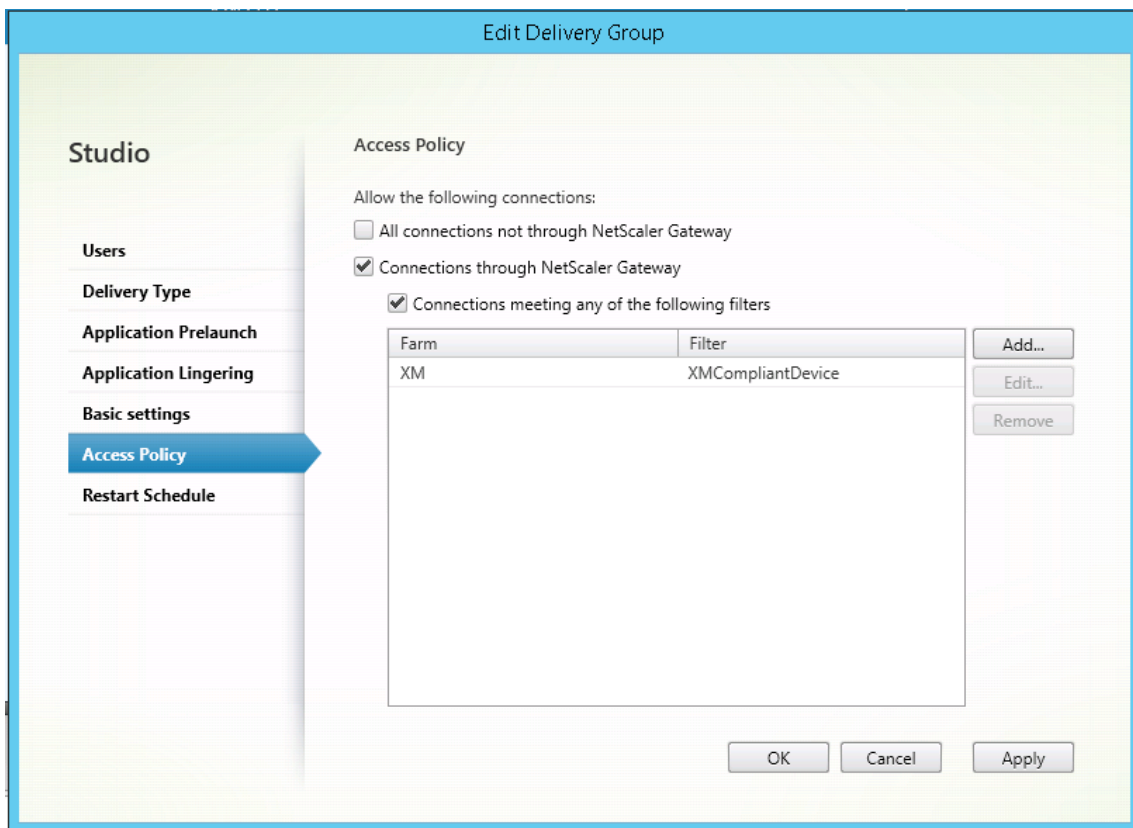 Edit Delivery Group
Studio
Users
Delivery Type
Application Prelaunch
Application Lingering
Basic settings
Access Policy
Restart Schedule
Access Policy
Allow the following connections:
All connections not through NetScaler Gateway
Connections through NetScaler Gateway
Connections meeting any of the following filters
Farm Filter
XM XMCompliantDevice
Add...
Edit...
Remove
OK Cancel Apply